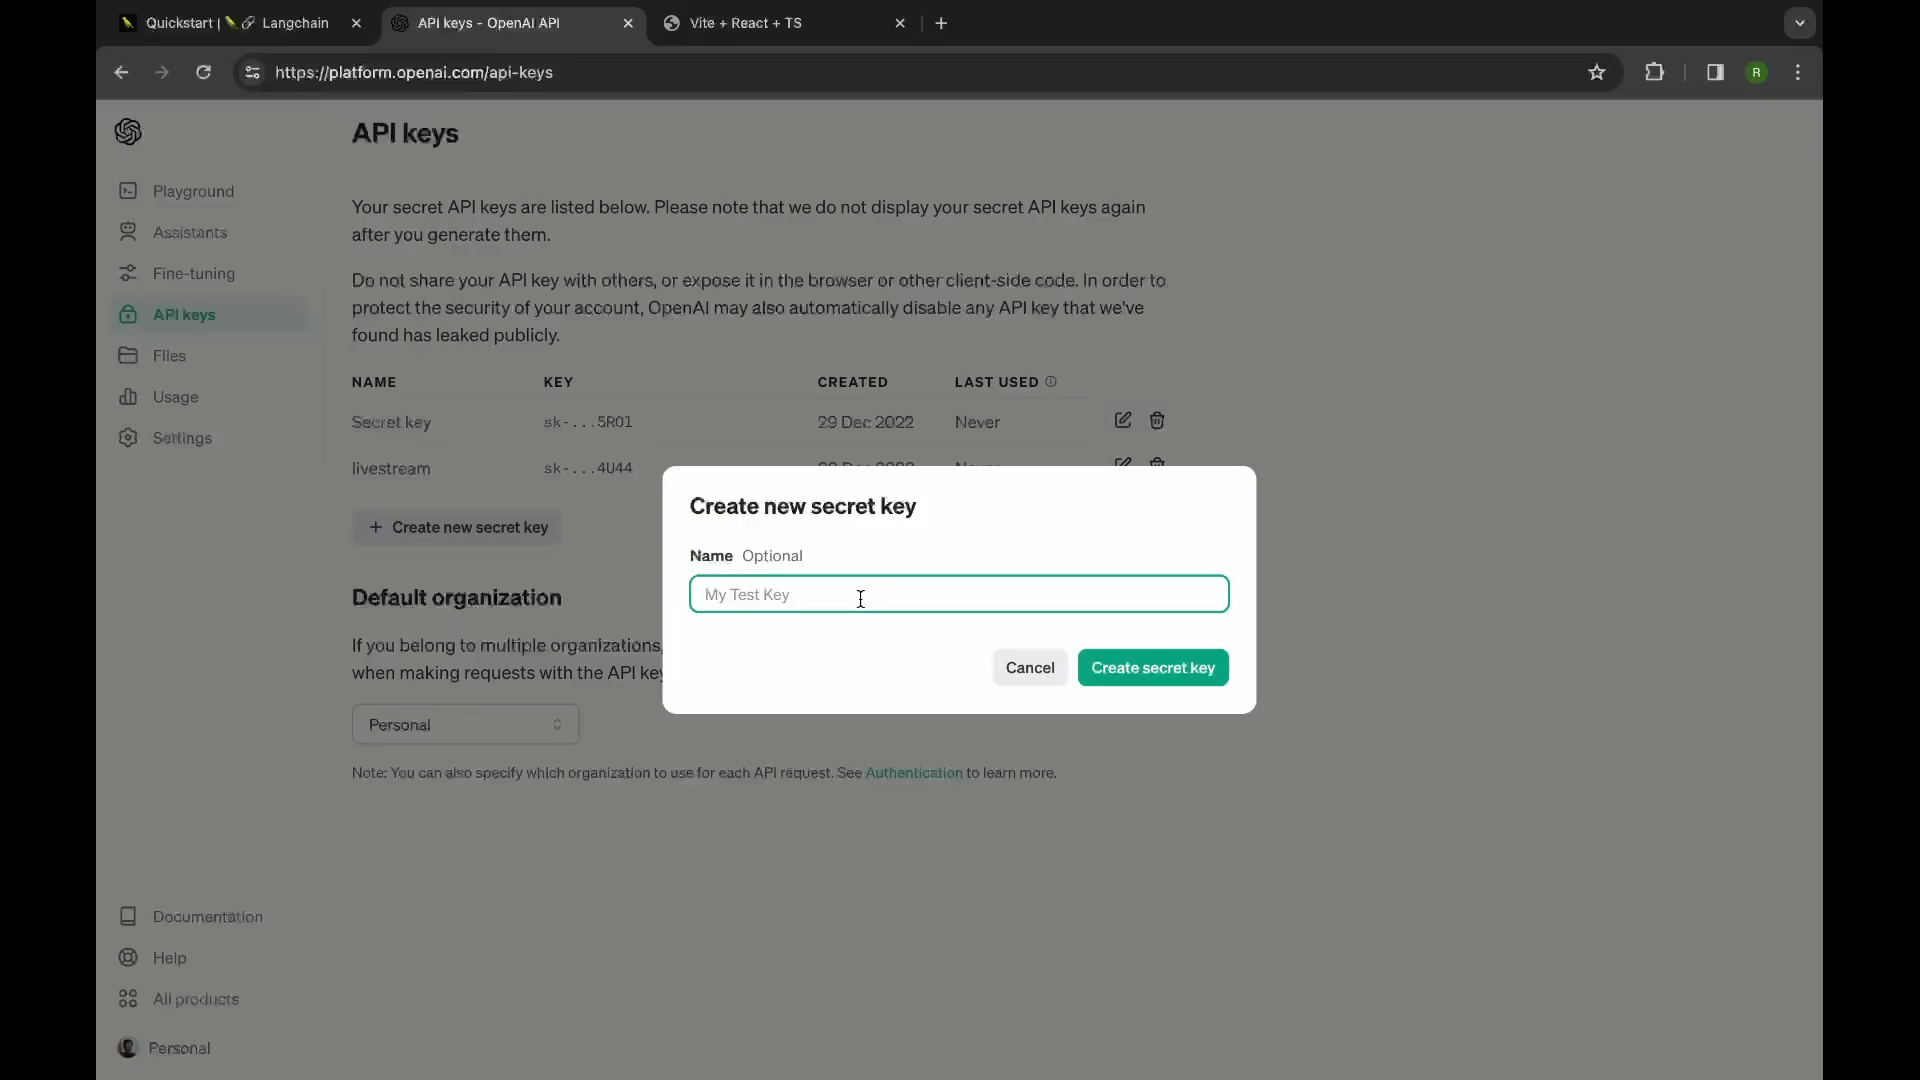 Quickstart | Langchain
API keys - OpenAI API
Vite + React + TS
https://platform.openai.com/api-keys
R
API keys
Playground
Assistants
Fine-tuning
API keys
Files
Usage
Settings
Your secret API keys are listed below. Please note that we do not display your secret API keys again
after you generate them.
Do not share your API key with others, or expose it in the browser or other client-side code. In order to
protect the security of your account, OpenAI may also automatically disable any API key that we've
found has leaked publicly.
NAME KEY CREATED LAST USED
Secret key sk-...5RO1 29 Dec 2022 Never
livestream sk-...4U44
Create new secret key
Default organization
If you belong to multiple organizations,
when making requests with the API
Personal
Note: You can also specify which organization to use for each API request. See Authentication to learn more.
Create new secret key
Name Optional
My Test Key
Cancel
Create secret key
Documentation
Help
All products
Personal